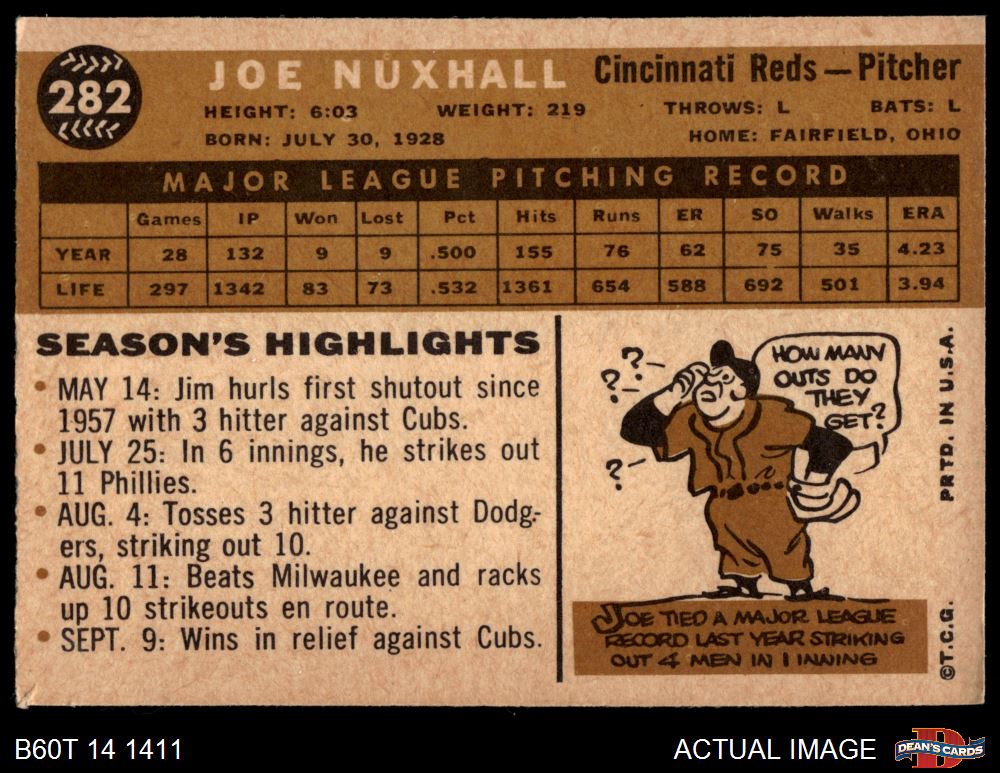 282
JOE NUXHALL Cincinnati Reds—Pitcher
HEIGHT: 6:03 WEIGHT: 219 THROWS: L BATS: L
BORN: JULY 30, 1928 HOME: FAIRFIELD, OHIO
MAJOR LEAGUE PITCHING RECORD
Games IP Won Lost Pct Hits Runs ER SO Walks ERA
YEAR 28 132 9 9 .500 155 76 62 75 35 4.23
LIFE 297 1342 83 73 .532 1361 654 588 692 501 3.94
SEASON'S HIGHLIGHTS
• MAY 14: Jim hurls first shutout since
1957 with 3 hitter against Cubs.
• JULY 25: In 6 innings, he strikes out
11 Phillies.
• AUG. 4: Tosses 3 hitter against Dodg-
ers, striking out 10.
• AUG. 11: Beats Milwaukee and racks
up 10 strikeouts en route.
• SEPT. 9: Wins in relief against Cubs.
?
?
?
HOW MANY
OUTS DO
THEY
GET?
JOE TIED A MAJOR LEAGUE
RECORD LAST YEAR STRIKING
OUT 4 MEN IN 1 INNING
©T.C.G. PRTD. IN U.S.A.
B60T 14 1411
ACTUAL IMAGE
D
DEAN'S CARDS